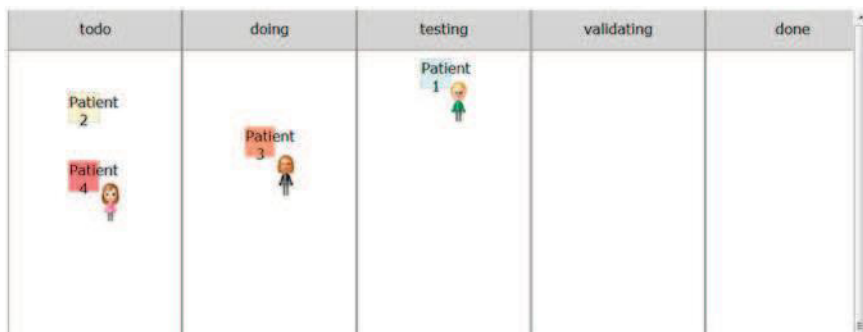 todo doing testing validating done
Patient
1
Patient
2
Patient
3
Patient
4